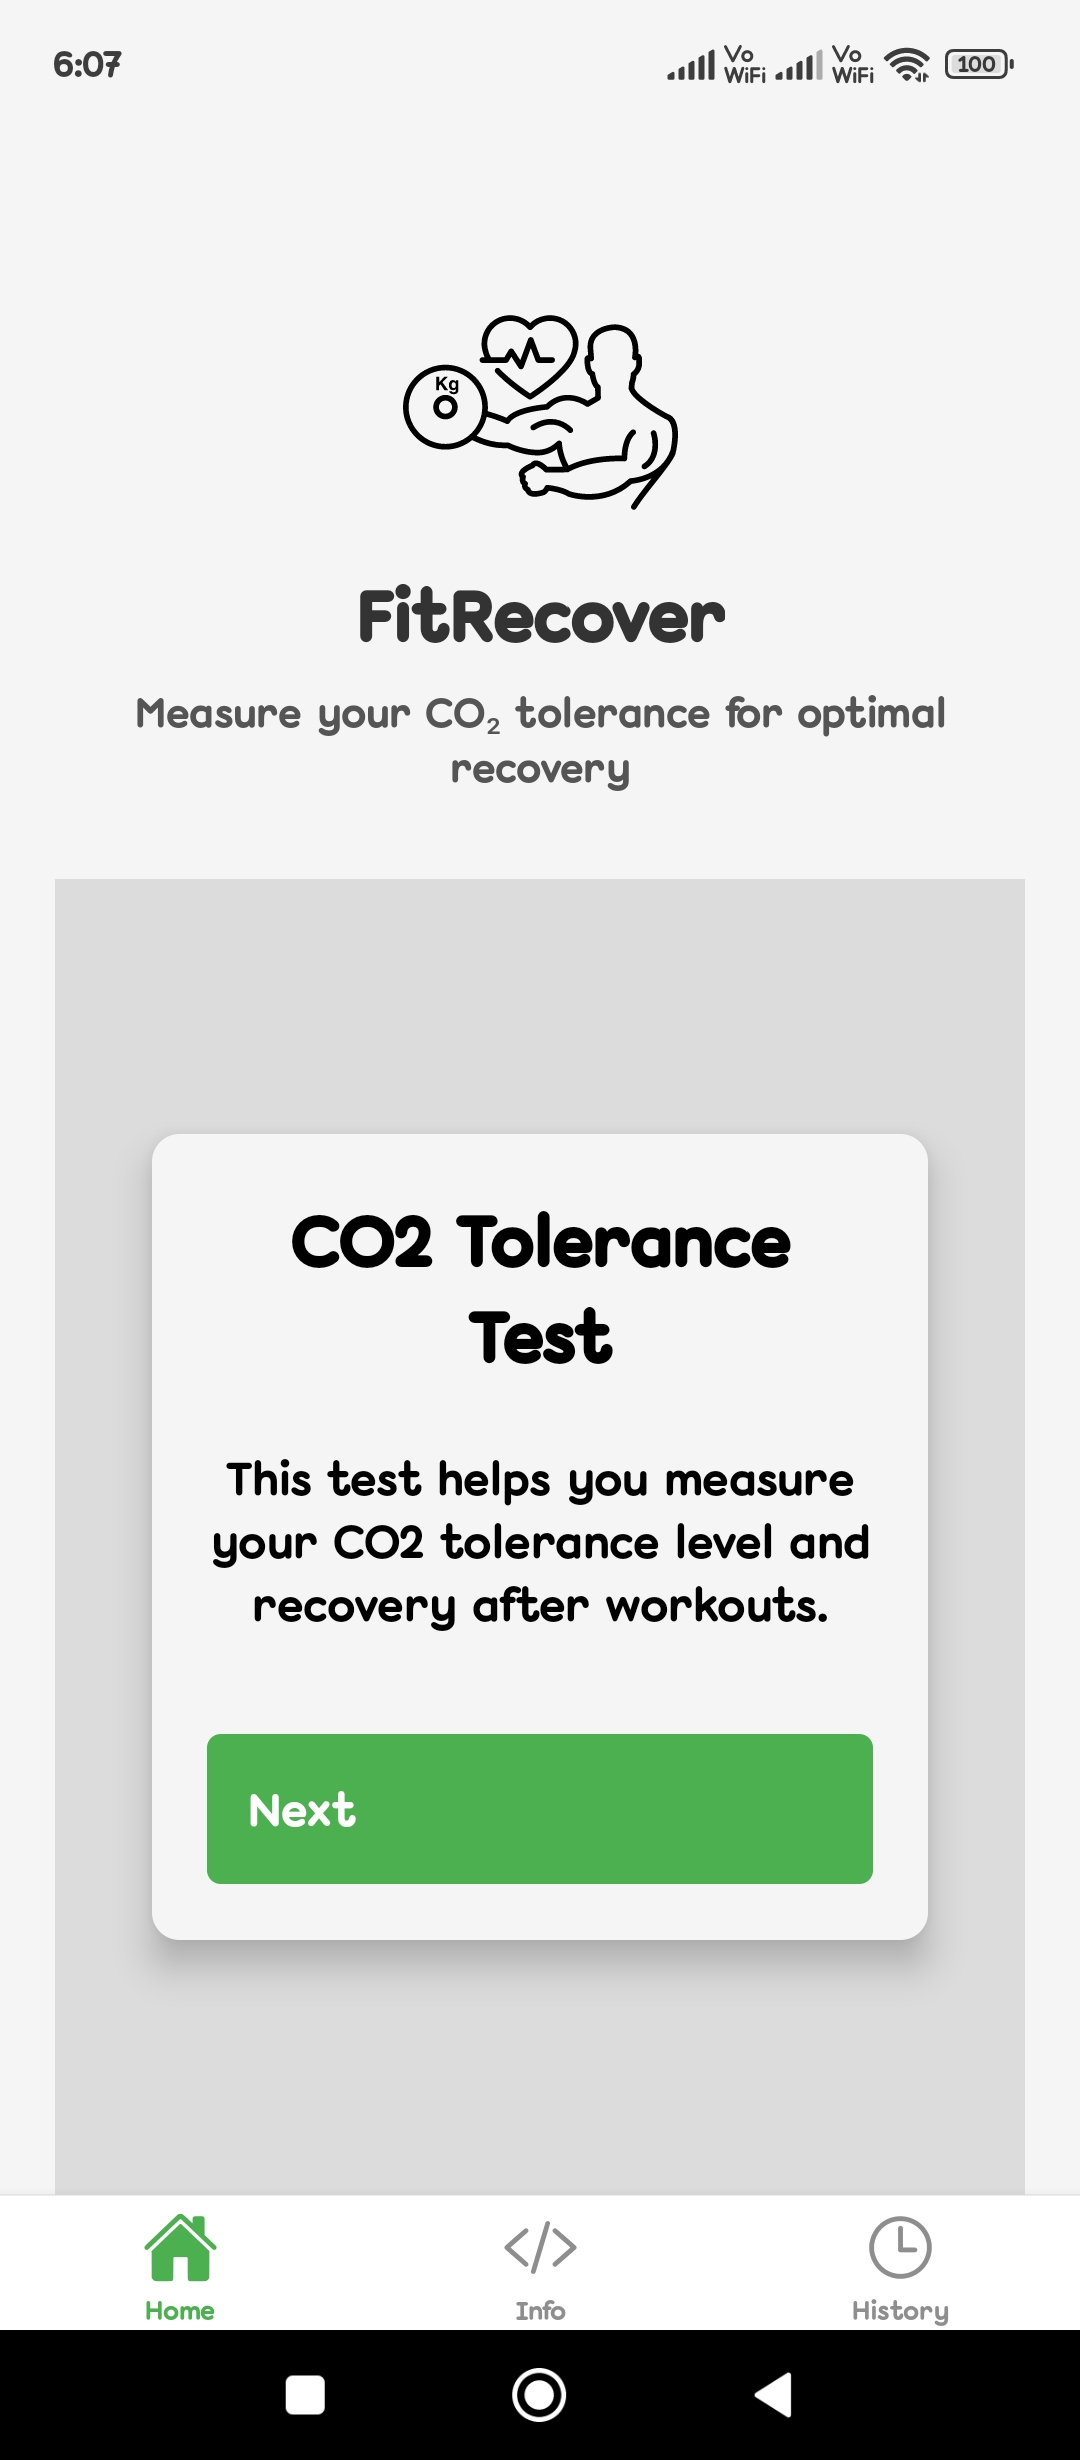 6:07
Vo WiFi Vo WiFi 100
Kg
FitRecover
Measure your CO₂ tolerance for optimal
recovery
CO2 Tolerance
Test
This test helps you measure
your CO2 tolerance level and
recovery after workouts.
Next
Home Info History